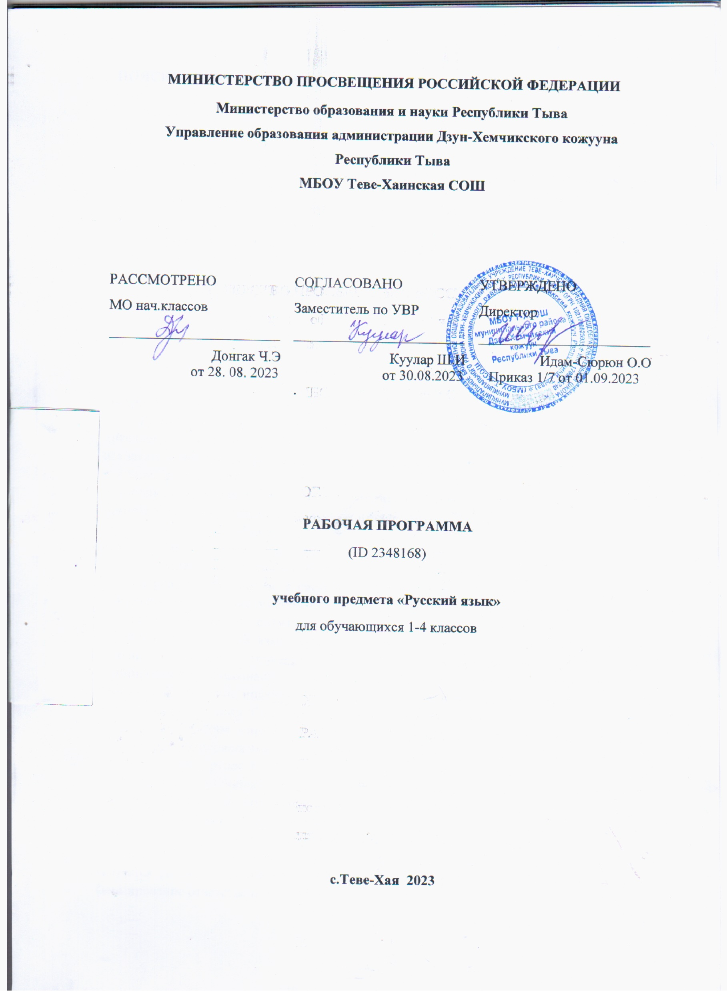 МИНИСТЕРСТВО ПРОСВЕЩЕНИЯ РОССИЙСКОЙ ФЕДЕРАЦИИ
Министерство образования и науки Республики Тыва
Управление образования администрации Дзун-Хемчикского кожууна
Республики Тыва
МБОУ Теве-Хаинская СОШ
РАССМОТРЕНО
МО нач.классов
Донгак Ч.Э
от 28. 08. 2023
СОГЛАСОВАНО
Заместитель по УВР
Куулар
Куулар Ш.И
от 30.08.2023
УТВЕРЖДЕНО
Директор
Идам-Сюрюн О.О
Приказ 1/7 от 01.09.2023
МБОУ Т-Х СОШ
муниципального района
Дзун-Хемчикский
кожуун
Республики Тыва
РАБОЧАЯ ПРОГРАММА
(ID 2348168)
учебного предмета «Русский язык»
для обучающихся 1-4 классов
с.Теве-Хая 2023